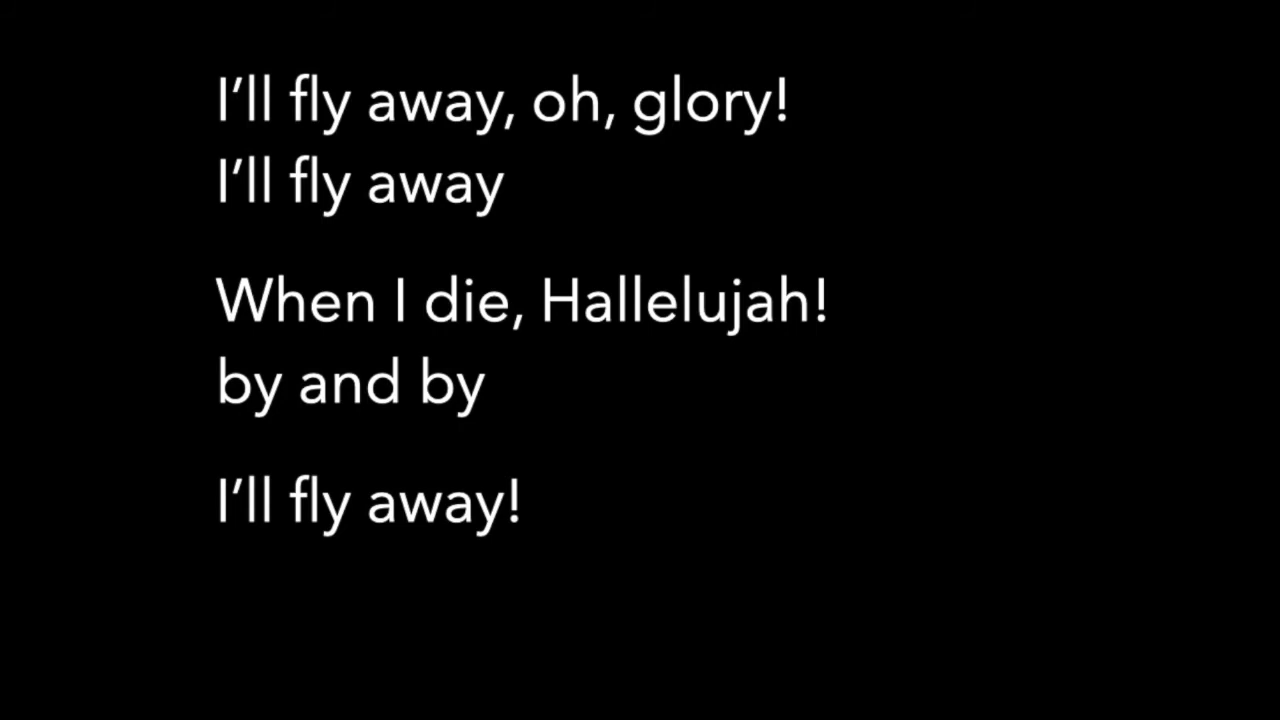 I’ll fly away, oh, glory!
I’ll fly away
When I die, Hallelujah!
by and by
I’ll fly away!